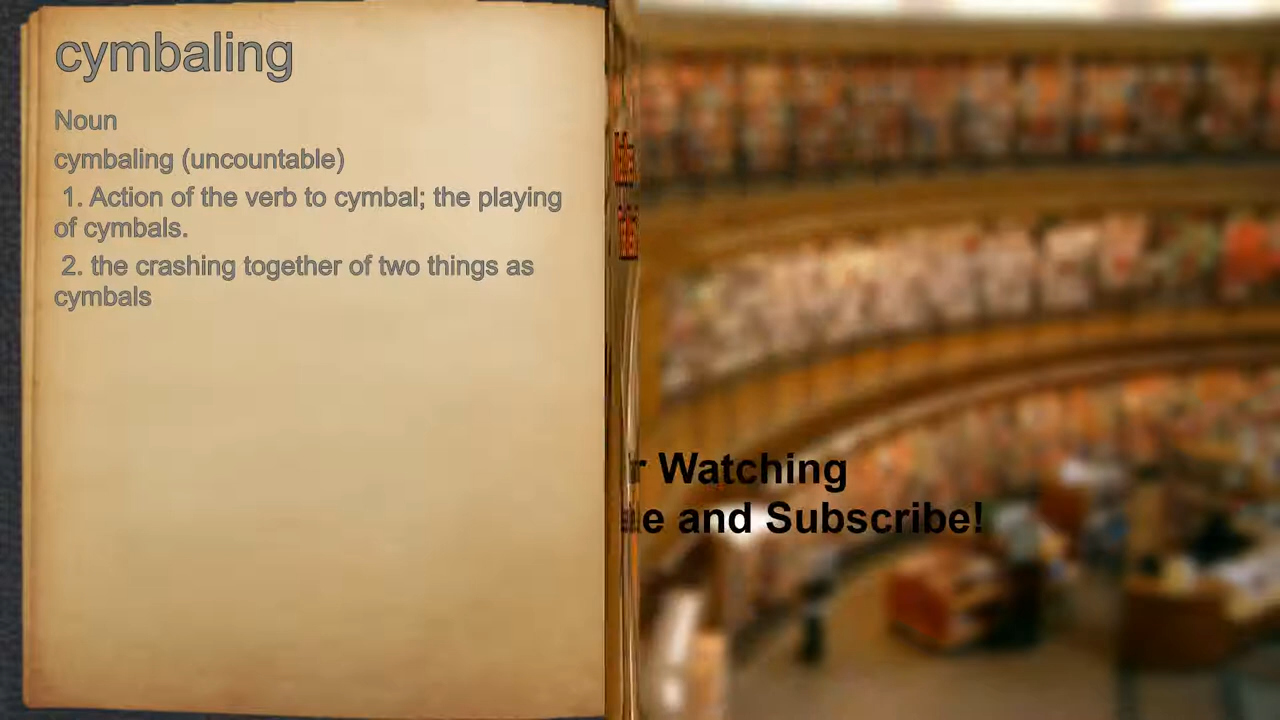 cymbaling
Noun
cymbaling (uncountable)
1. Action of the verb to cymbal; the playing
of cymbals.
2. the crashing together of two things as
cymbals
Watching
and Subscribe!